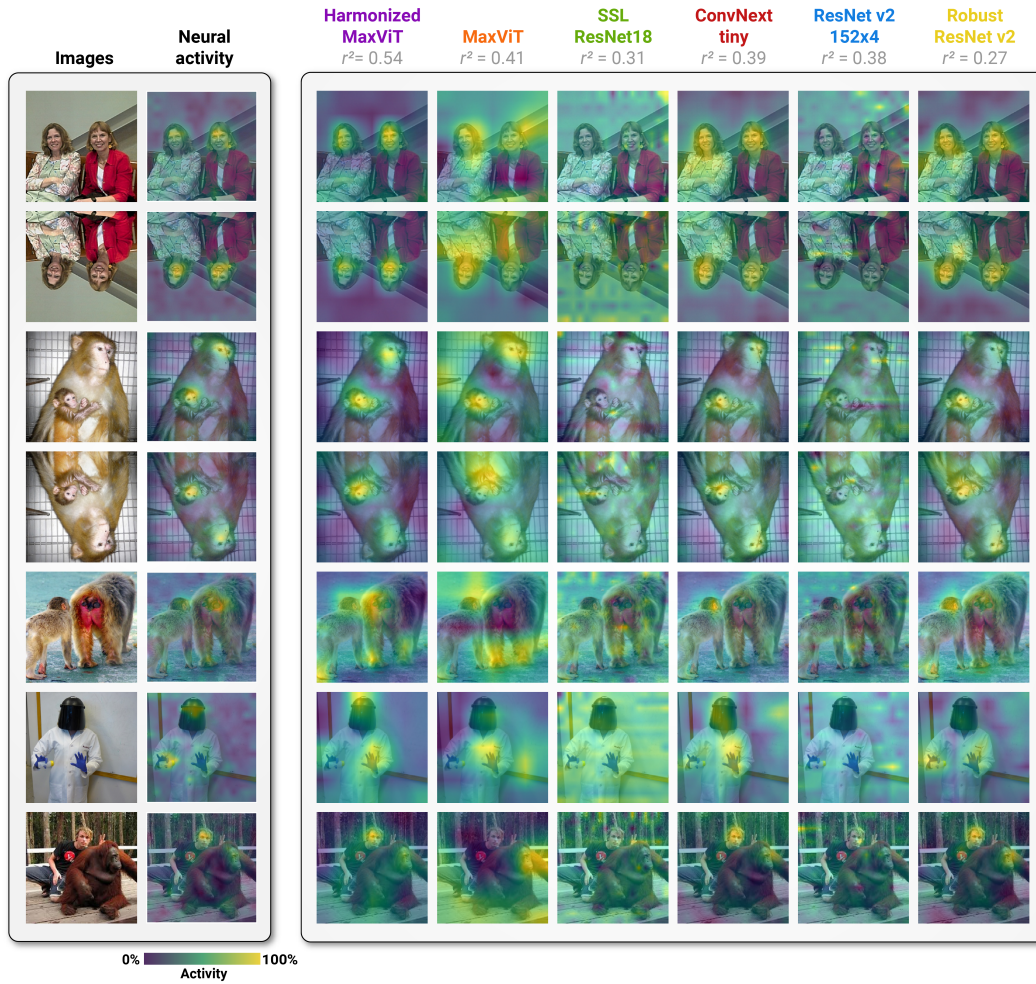 Images
Neural
activity
Harmonized
MaxViT
r²= 0.54
MaxViT
r² = 0.41
SSL
ResNet18
r² = 0.31
ConvNext
tiny
r² = 0.39
ResNet v2
152x4
r² = 0.38
Robust
ResNet v2
r² = 0.27
0%
100%
Activity